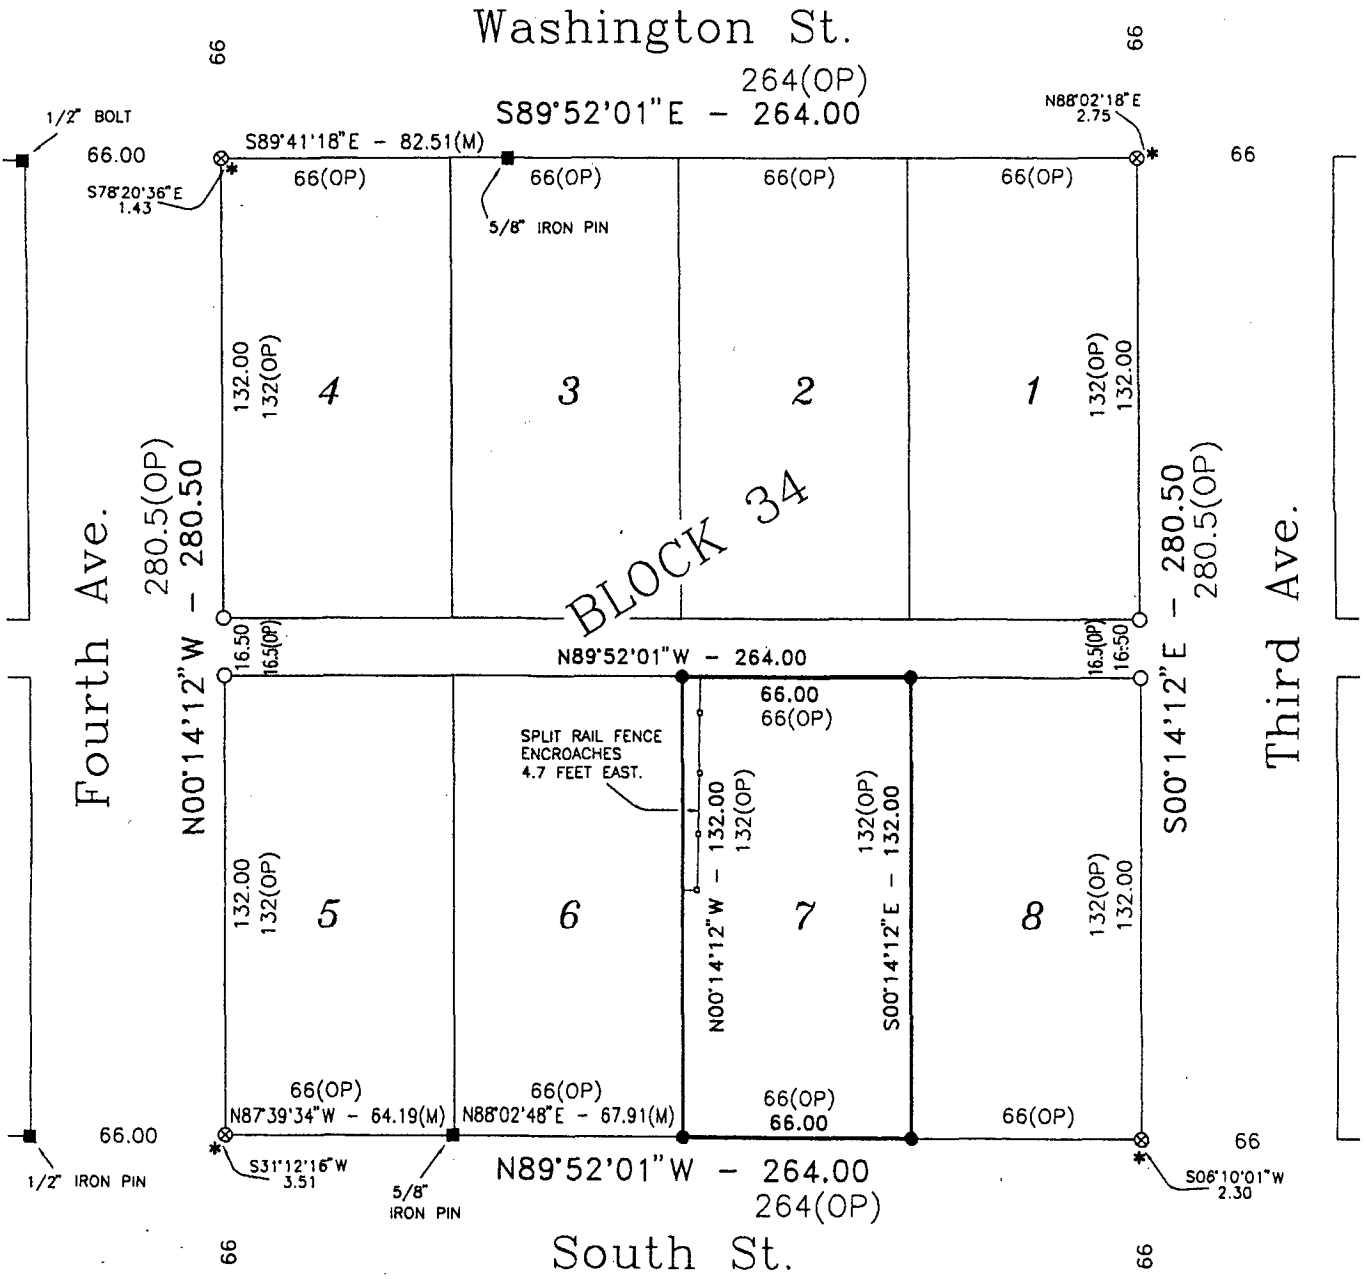 Washington St.
66
66
264(OP)
S89°52'01"E - 264.00
N88°02'18"E
2.75
1/2" BOLT
66.00
S89°41'18"E - 82.51(M)
*
*
66
66(OP)
66(OP)
66(OP)
66(OP)
S78°20'36"E
1.43
5/8" IRON PIN
132.00
132(OP)
4
3
2
1
132(OP)
132.00
280.5(OP)
N00°14'12"W - 280.50
S00°14'12"E - 280.50
280.5(OP)
BLOCK 34
Fourth Ave.
Third Ave.
16.50
16.5(OP)
16.5(OP)
16.50
N89°52'01"W - 264.00
66.00
66(OP)
SPLIT RAIL FENCE
ENCROACHES
4.7 FEET EAST.
N00°14'12"W - 132.00
132(OP)
132(OP)
S00°14'12"E - 132.00
132.00
132(OP)
5
6
7
8
132(OP)
132.00
66(OP)
66(OP)
66(OP)
66(OP)
N87°39'34"W - 64.19(M)
N88°02'48"E - 67.91(M)
66.00
66.00
66
*
*
S31°12'16"W
3.51
N89°52'01"W - 264.00
264(OP)
S06°10'01"W
2.30
1/2" IRON PIN
5/8"
IRON PIN
66
South St.
66